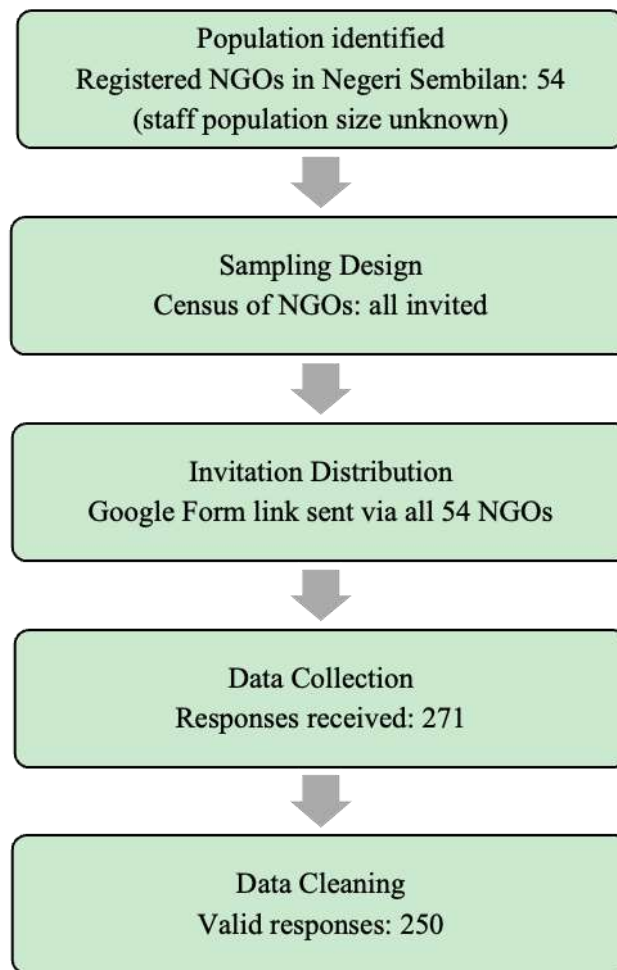 Population identified
Registered NGOs in Negeri Sembilan: 54
(staff population size unknown)
Sampling Design
Census of NGOs: all invited
Invitation Distribution
Google Form link sent via all 54 NGOs
Data Collection
Responses received: 271
Data Cleaning
Valid responses: 250